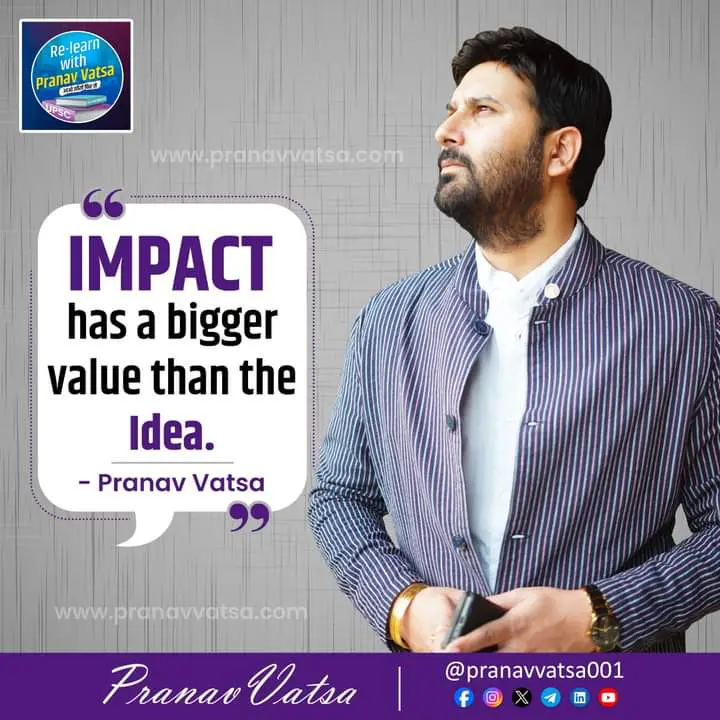 Re-learn
with
Pranav Vatsa
UPSC
www.pranavvatsa.com
IMPACT
has a bigger
value than the
Idea.
- Pranav Vatsa
www.pranavvatsa.com
Pranav Vatsa
@pranavvatsa001